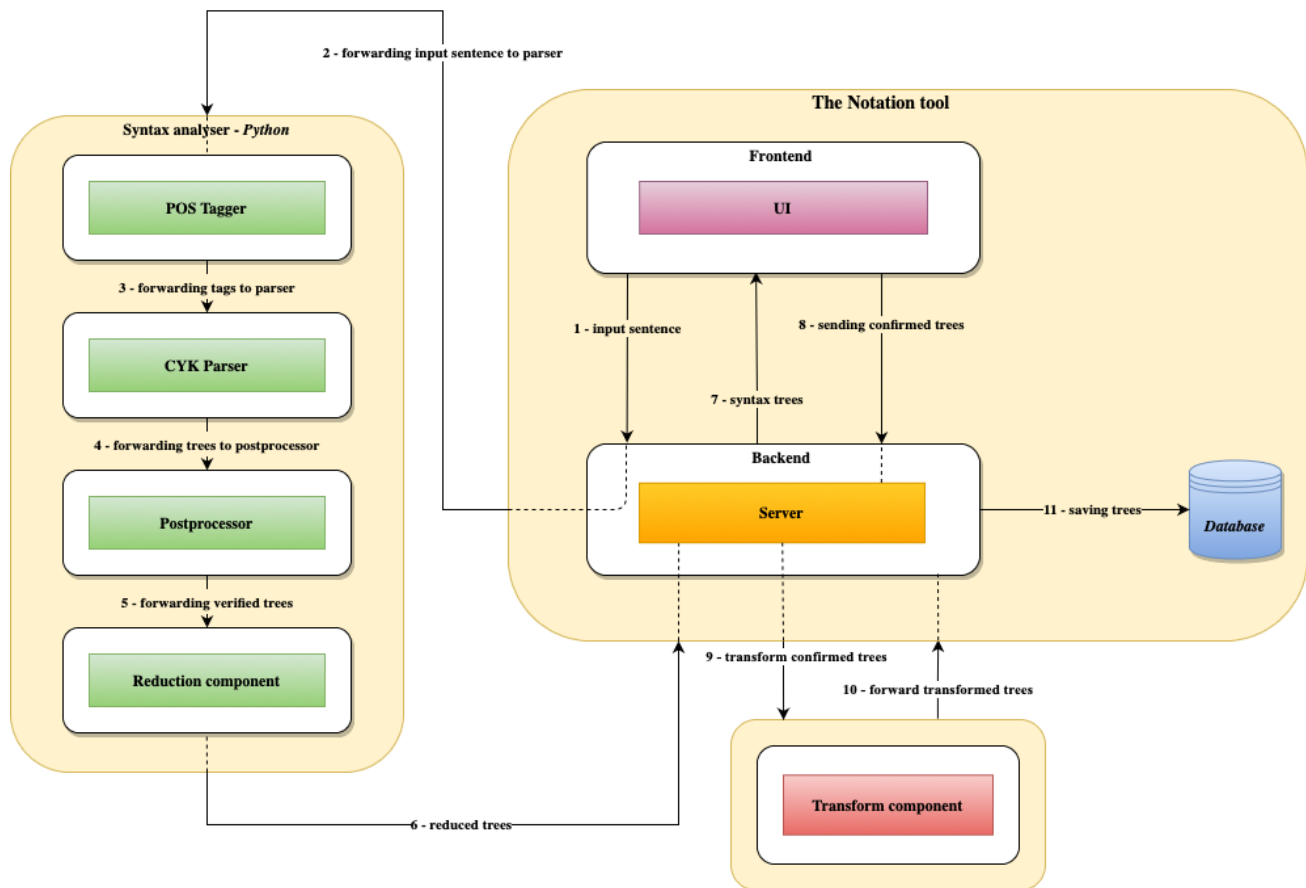 2 - forwarding input sentence to parser
The Notation tool
Syntax analyser - Python
Frontend
POS Tagger
UI
3 - forwarding tags to parser
1 - input sentence
8 - sending confirmed trees
CYK Parser
7 - syntax trees
4 - forwarding trees to postprocessor
Backend
Postprocessor
Server
11 - saving trees
Database
5 - forwarding verified trees
Reduction component
9 - transform confirmed trees
10 - forward transformed trees
Transform component
6 - reduced trees